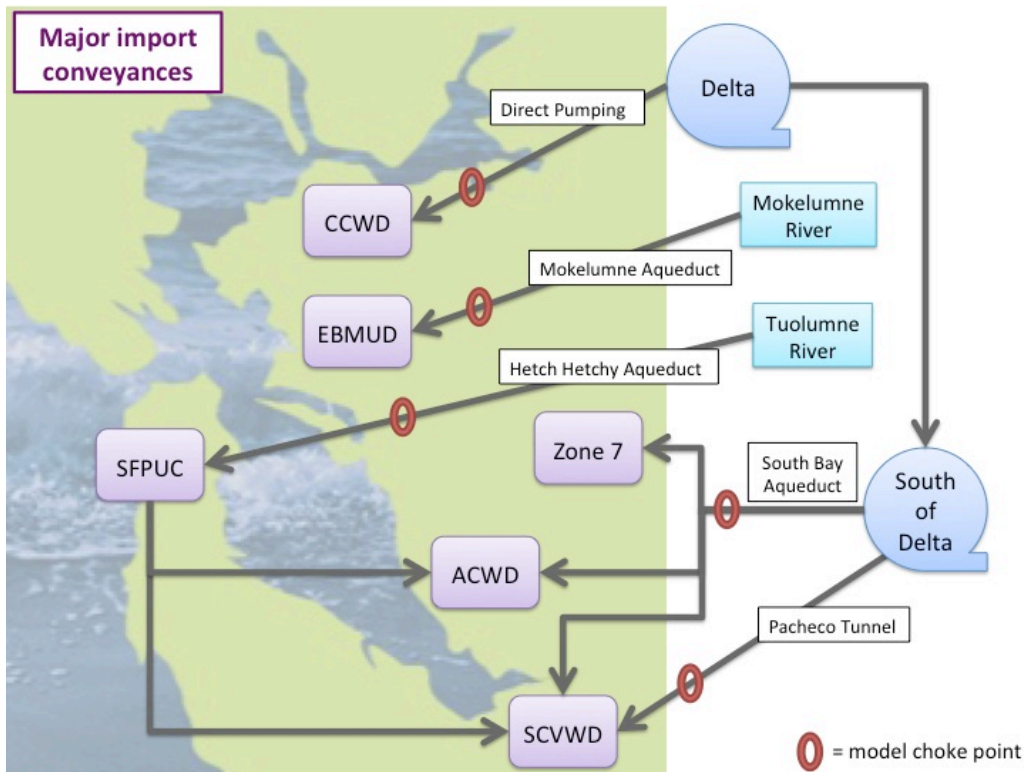 Major import
conveyances
Delta
Direct Pumping
CCWD
Mokelumne
River
Mokelumne Aqueduct
EBMUD
Tuolumne
River
Hetch Hetchy Aqueduct
SFPUC
Zone 7
South Bay
Aqueduct
South
of
Delta
ACWD
Pacheco Tunnel
SCVWD
= model choke point